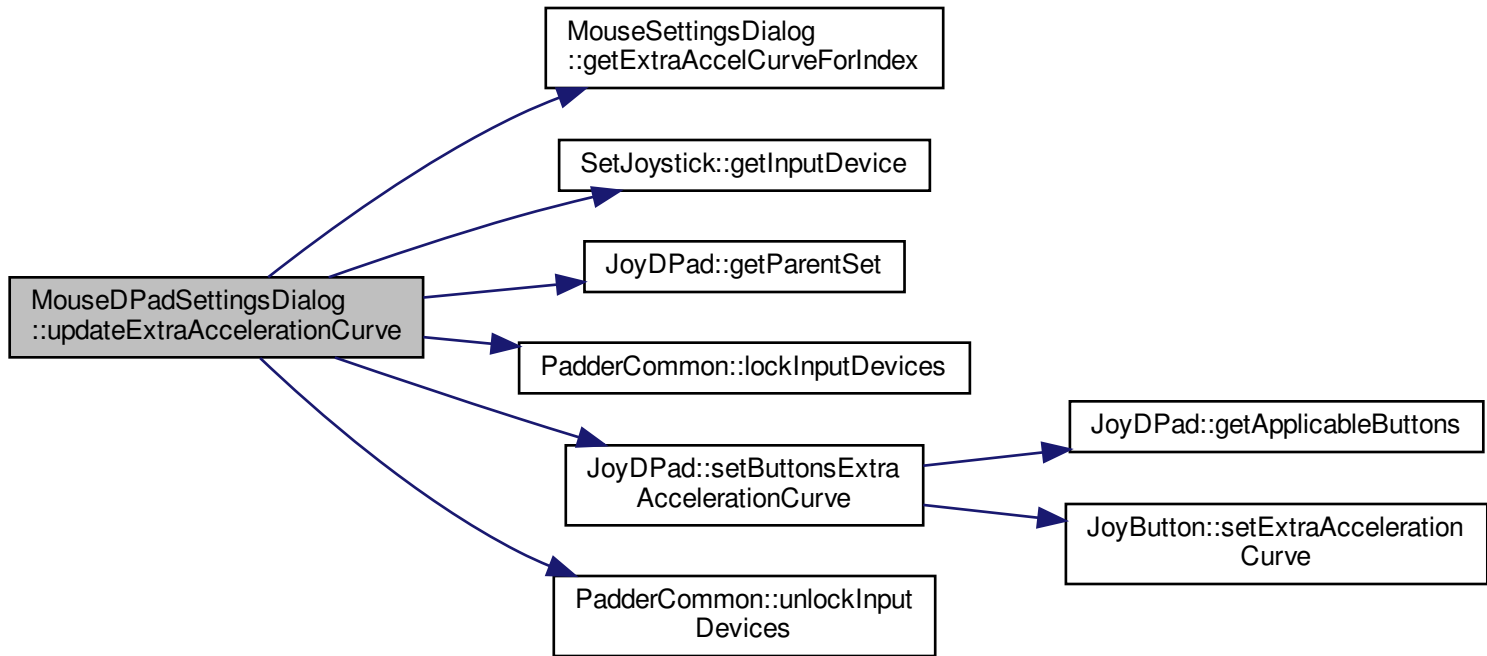 MouseSettingsDialog
::getExtraAccelCurveForIndex
SetJoystick::getInputDevice
JoyDPad::getParentSet
MouseDPadSettingsDialog
::updateExtraAccelerationCurve
PadderCommon::lockInputDevices
JoyDPad::setButtonsExtra
AccelerationCurve
JoyDPad::getApplicableButtons
JoyButton::setExtraAcceleration
Curve
PadderCommon::unlockInput
Devices